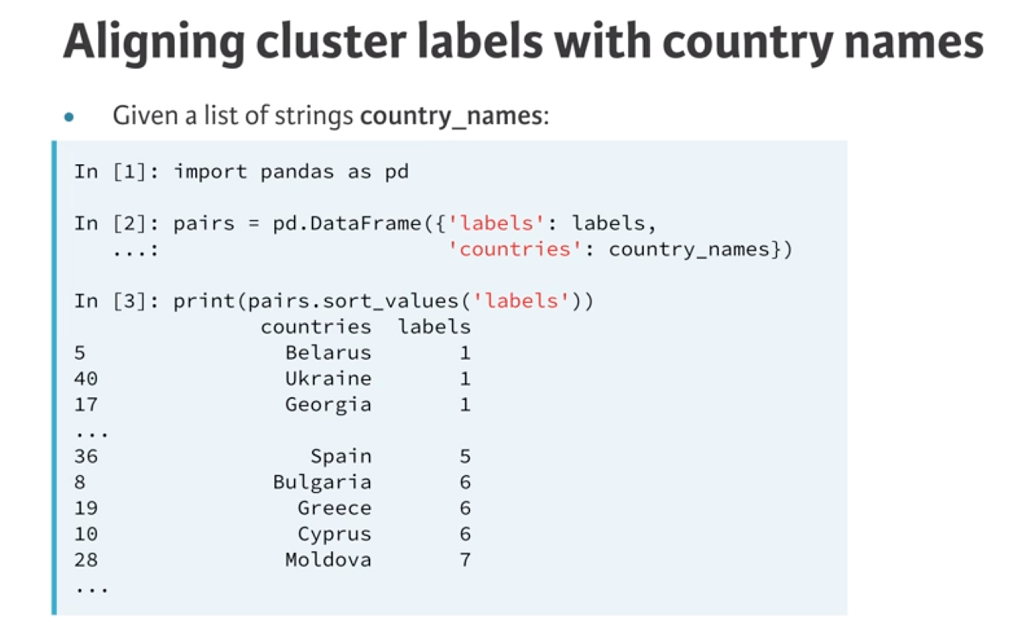 Aligning cluster labels with country names
• Given a list of strings country_names:
In [1]: import pandas as pd
In [2]: pairs = pd.DataFrame({'labels': labels,
   ...:                       'countries': country_names})
In [3]: print(pairs.sort_values('labels'))
               countries  labels
5                Belarus       1
40               Ukraine       1
17               Georgia       1
...
36                 Spain       5
8               Bulgaria       6
19                Greece       6
10                Cyprus       6
28               Moldova       7
...